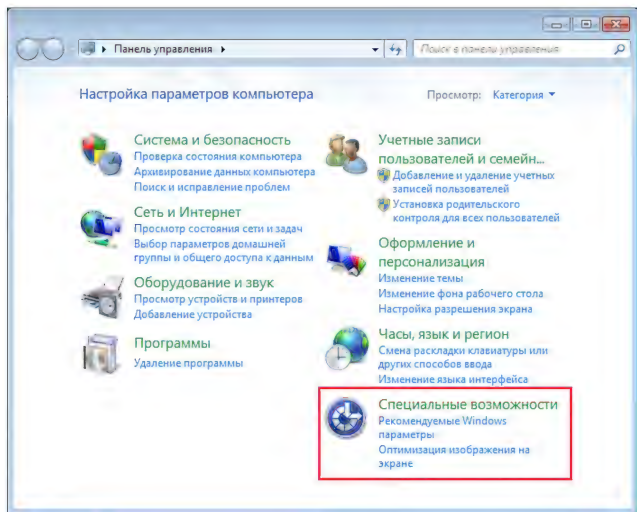 Панель управления
Поиск в панели управления
Настройка параметров компьютера
Просмотр: Категория
Система и безопасность
Проверка состояния компьютера
Архивирование данных компьютера
Поиск и исправление проблем
Сеть и Интернет
Просмотр состояния сети и задач
Выбор параметров домашней
группы и общего доступа к данным
Оборудование и звук
Просмотр устройств и принтеров
Добавление устройства
Программы
Удаление программы
Учетные записи
пользователей и семейн...
Добавление и удаление учетных
записей пользователей
Установка родительского
контроля для всех пользователей
Оформление и
персонализация
Изменение темы
Изменение фона рабочего стола
Настройка разрешения экрана
Часы, язык и регион
Смена раскладки клавиатуры или
других способов ввода
Изменение языка интерфейса
Специальные возможности
Рекомендуемые Windows
параметры
Оптимизация изображения на
экране